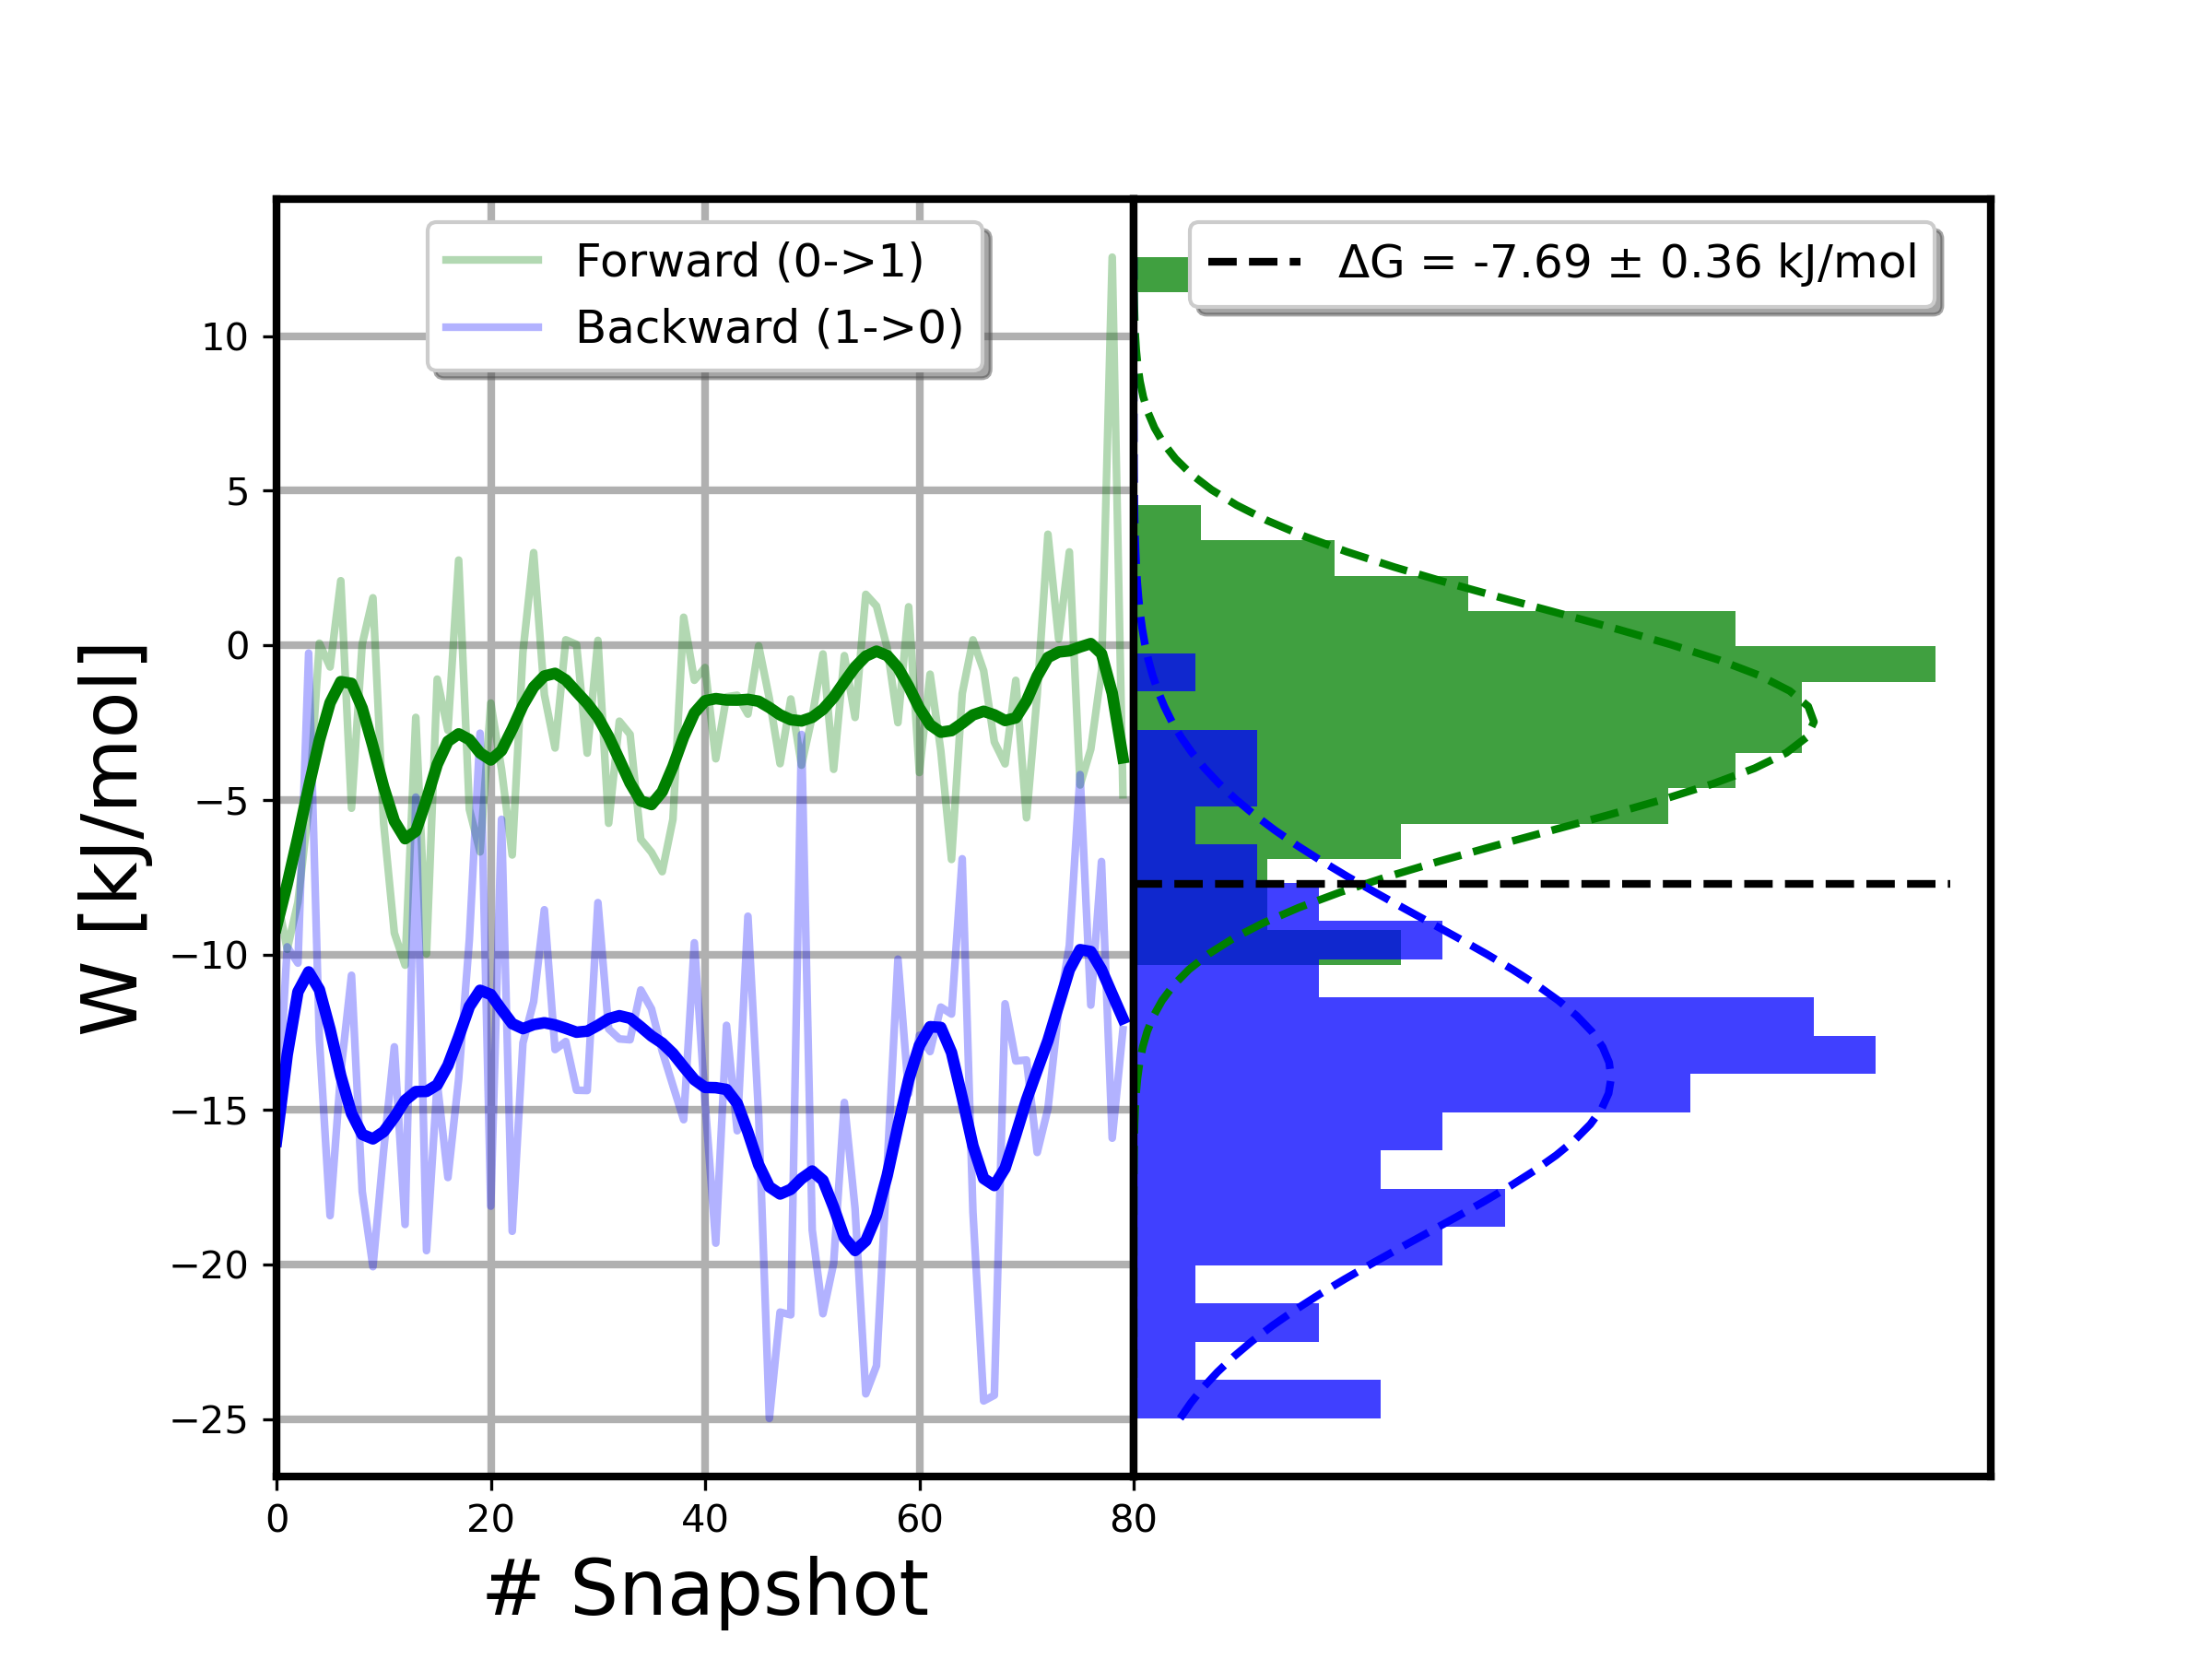 Forward (0->1)
Backward (1->0)
ΔG = -7.69 ± 0.36 kJ/mol
10
5
0
−5
−10
−15
−20
−25
W [kJ/mol]
0 20 40 60 80
# Snapshot